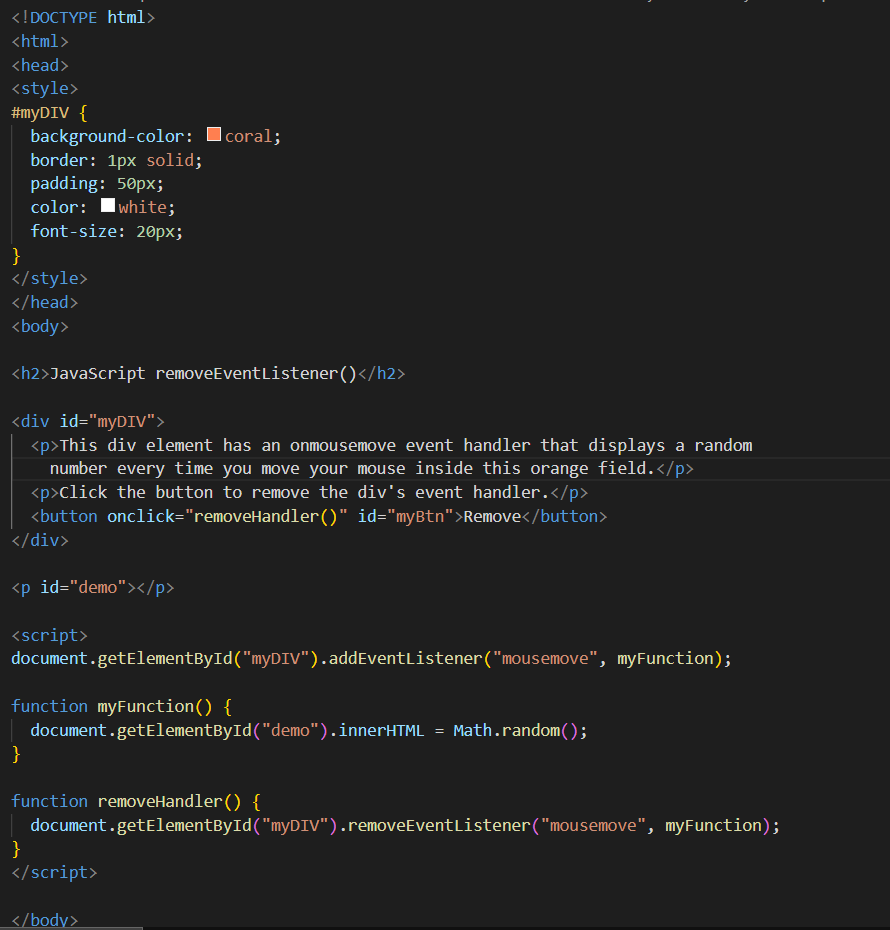 <!DOCTYPE html>
<html>
<head>
<style>
#myDIV {
  background-color: coral;
  border: 1px solid;
  padding: 50px;
  color: white;
  font-size: 20px;
}
</style>
</head>
<body>

<h2>JavaScript removeEventListener()</h2>

<div id="myDIV">
  <p>This div element has an onmousemove event handler that displays a random
    number every time you move your mouse inside this orange field.</p>
  <p>Click the button to remove the div's event handler.</p>
  <button onclick="removeHandler()" id="myBtn">Remove</button>
</div>

<p id="demo"></p>

<script>
document.getElementById("myDIV").addEventListener("mousemove", myFunction);

function myFunction() {
  document.getElementById("demo").innerHTML = Math.random();
}

function removeHandler() {
  document.getElementById("myDIV").removeEventListener("mousemove", myFunction);
}
</script>

</body>